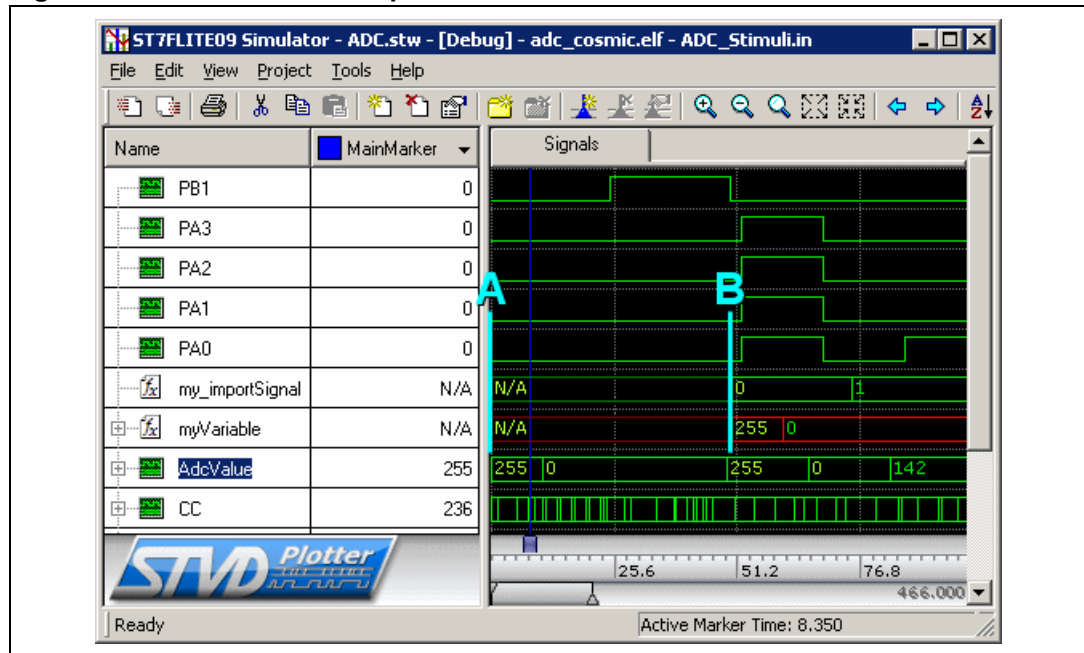 ST7FLITE09 Simulator - ADC.stw - [Debug] - adc_cosmic.elf - ADC_Stimuli.in
File Edit View Project Tools Help
Name MainMarker Signals
PB1 0
PA3 0
PA2 0
A B
PA1 0
PA0 0
my_importSignal N/A N/A 0 1
myVariable N/A N/A 255 0
AdcValue 255 255 0 255 0 142
CC 236
STVD Plotter
25.6 51.2 76.8
466.000
Ready Active Marker Time: 8.350